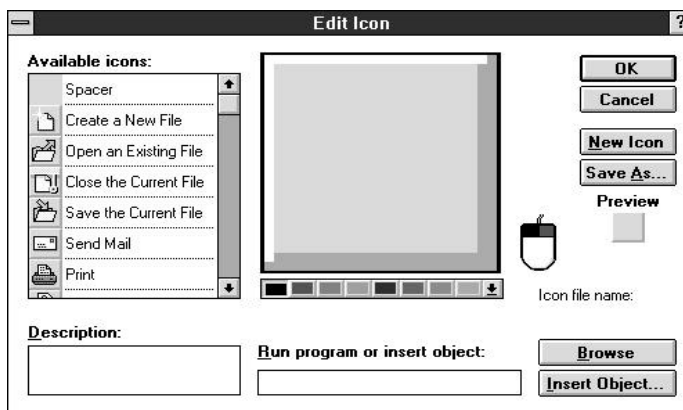 Edit Icon
?
Available icons:
Spacer
Create a New File
Open an Existing File
Close the Current File
Save the Current File
Send Mail
Print
OK
Cancel
New Icon
Save As...
Preview
Icon file name:
Description:
Run program or insert object:
Browse
Insert Object...